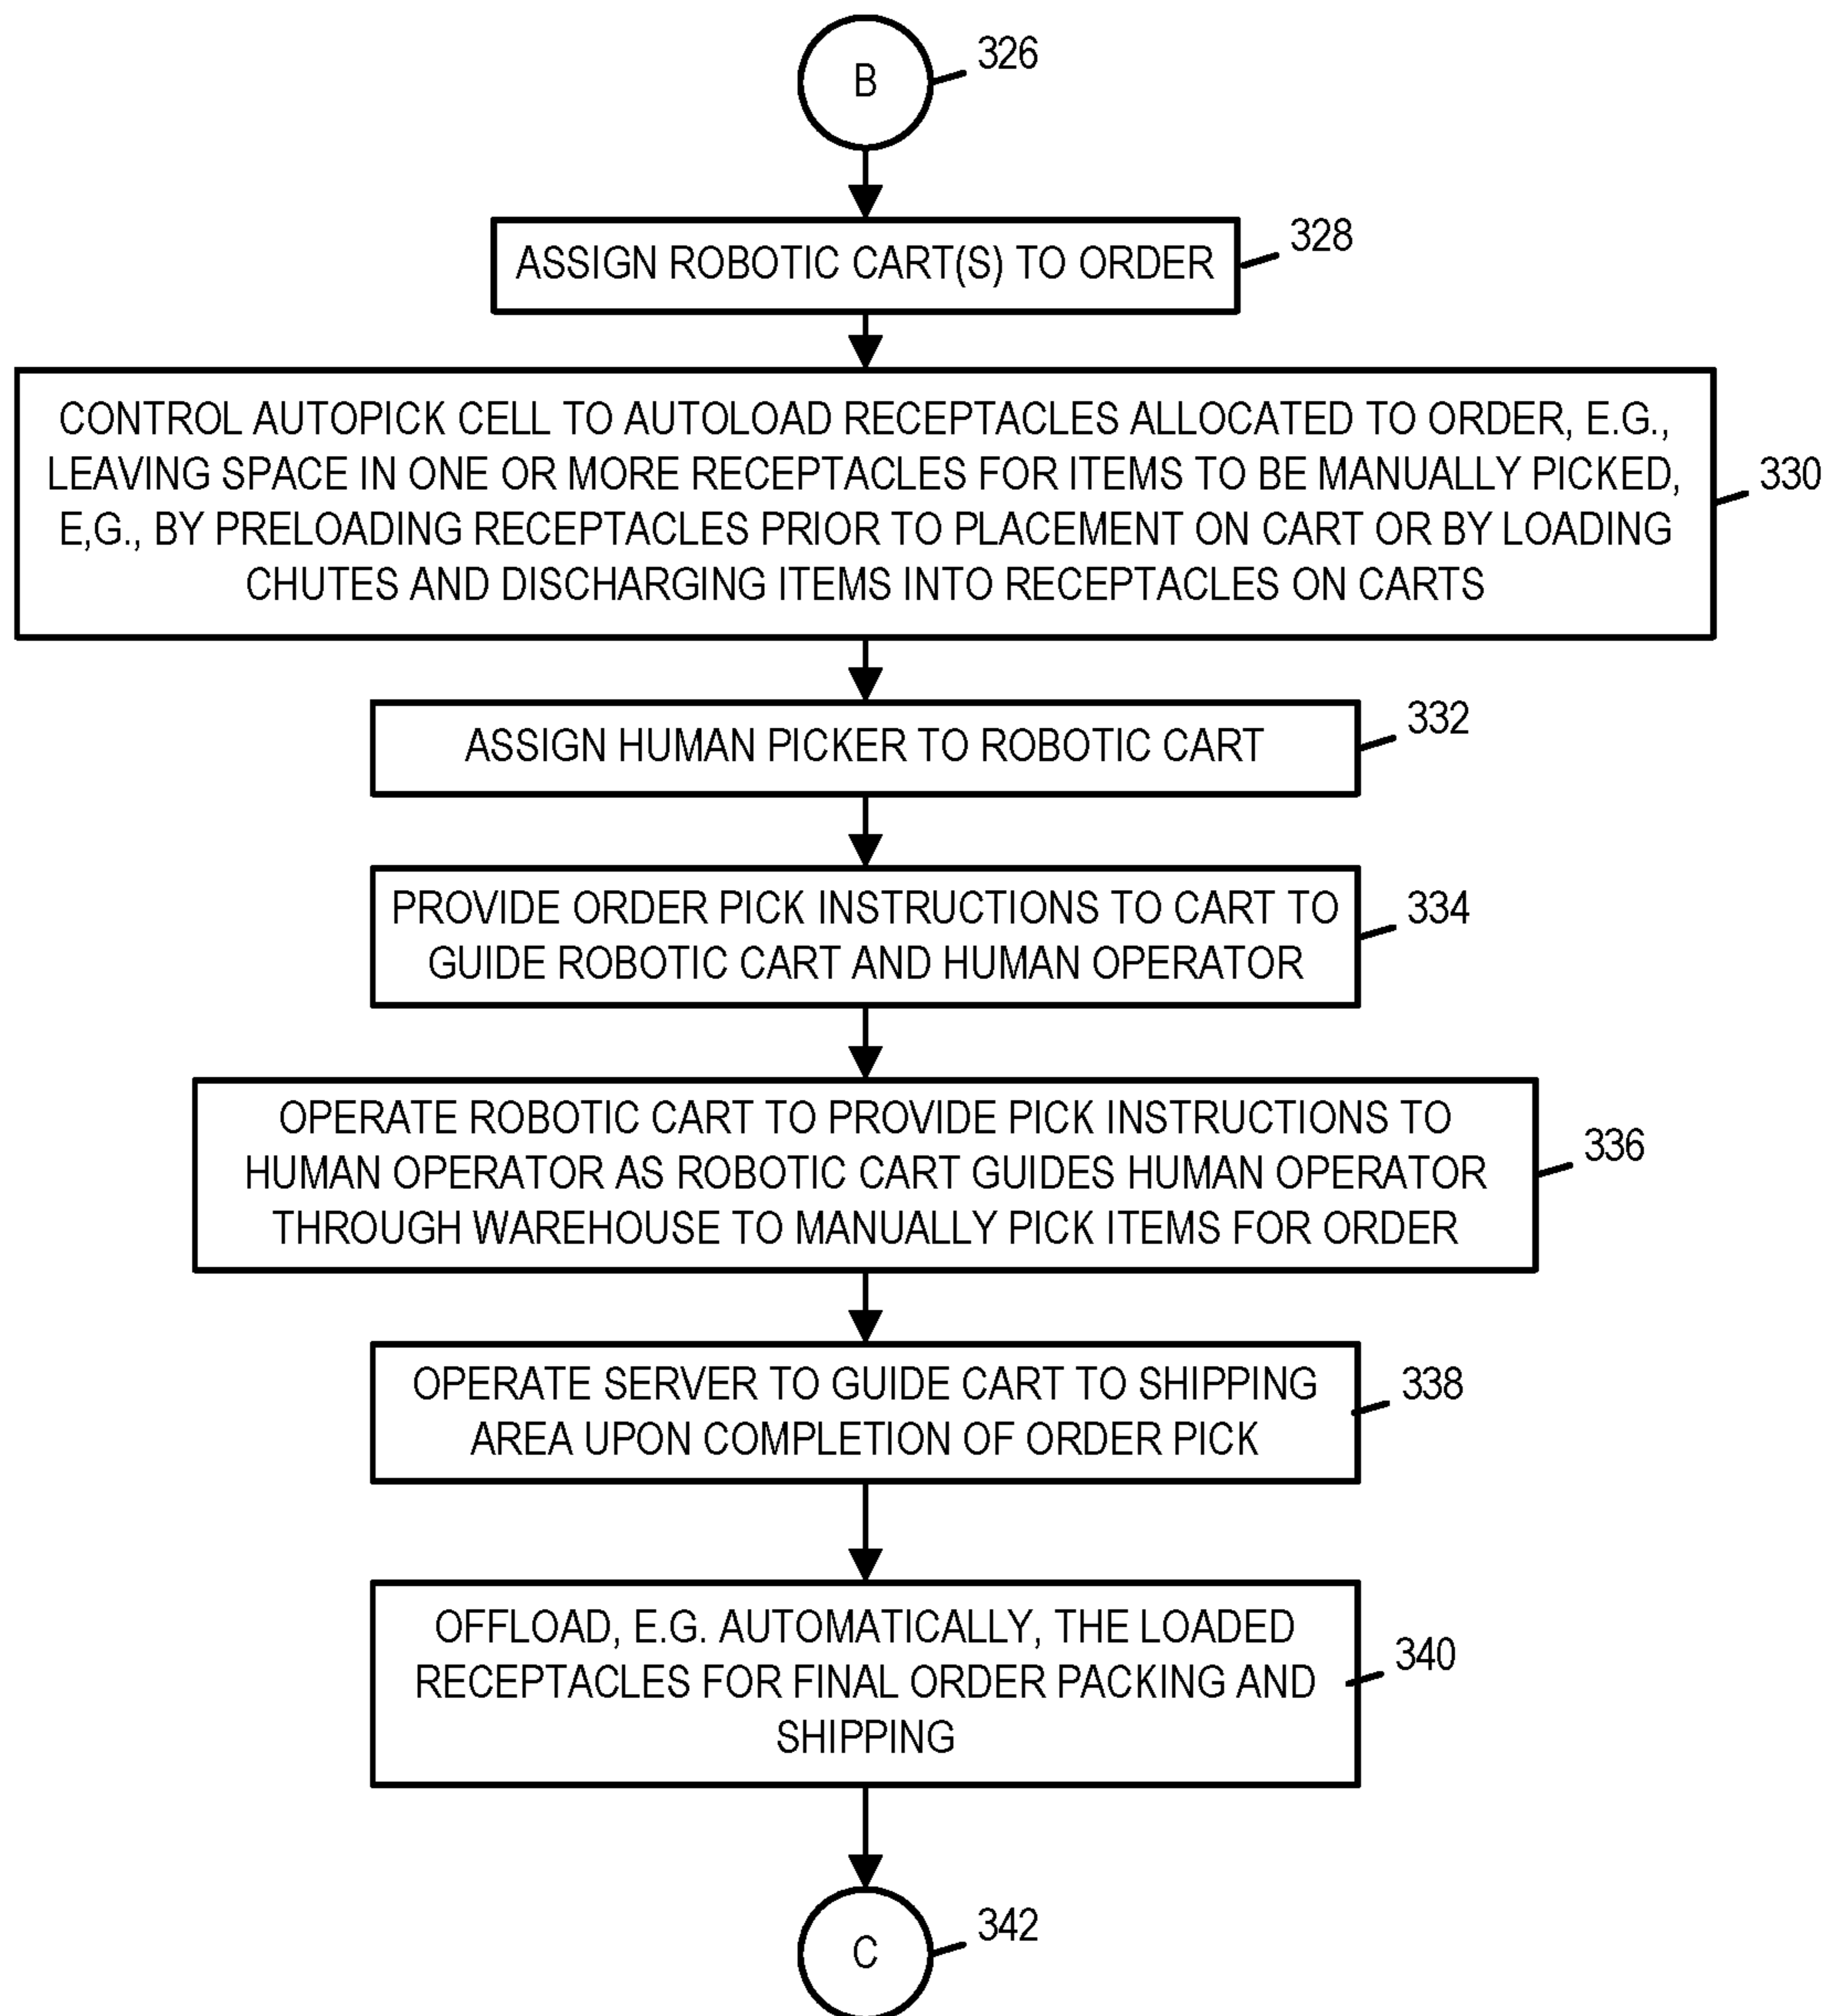 B
326
ASSIGN ROBOTIC CART(S) TO ORDER
328
CONTROL AUTOPICK CELL TO AUTOLOAD RECEPTACLES ALLOCATED TO ORDER, E.G.,
LEAVING SPACE IN ONE OR MORE RECEPTACLES FOR ITEMS TO BE MANUALLY PICKED,
E,G., BY PRELOADING RECEPTACLES PRIOR TO PLACEMENT ON CART OR BY LOADING
CHUTES AND DISCHARGING ITEMS INTO RECEPTACLES ON CARTS
330
ASSIGN HUMAN PICKER TO ROBOTIC CART
332
PROVIDE ORDER PICK INSTRUCTIONS TO CART TO
GUIDE ROBOTIC CART AND HUMAN OPERATOR
334
OPERATE ROBOTIC CART TO PROVIDE PICK INSTRUCTIONS TO
HUMAN OPERATOR AS ROBOTIC CART GUIDES HUMAN OPERATOR
THROUGH WAREHOUSE TO MANUALLY PICK ITEMS FOR ORDER
336
OPERATE SERVER TO GUIDE CART TO SHIPPING
AREA UPON COMPLETION OF ORDER PICK
338
OFFLOAD, E.G. AUTOMATICALLY, THE LOADED
RECEPTACLES FOR FINAL ORDER PACKING AND
SHIPPING
340
C
342